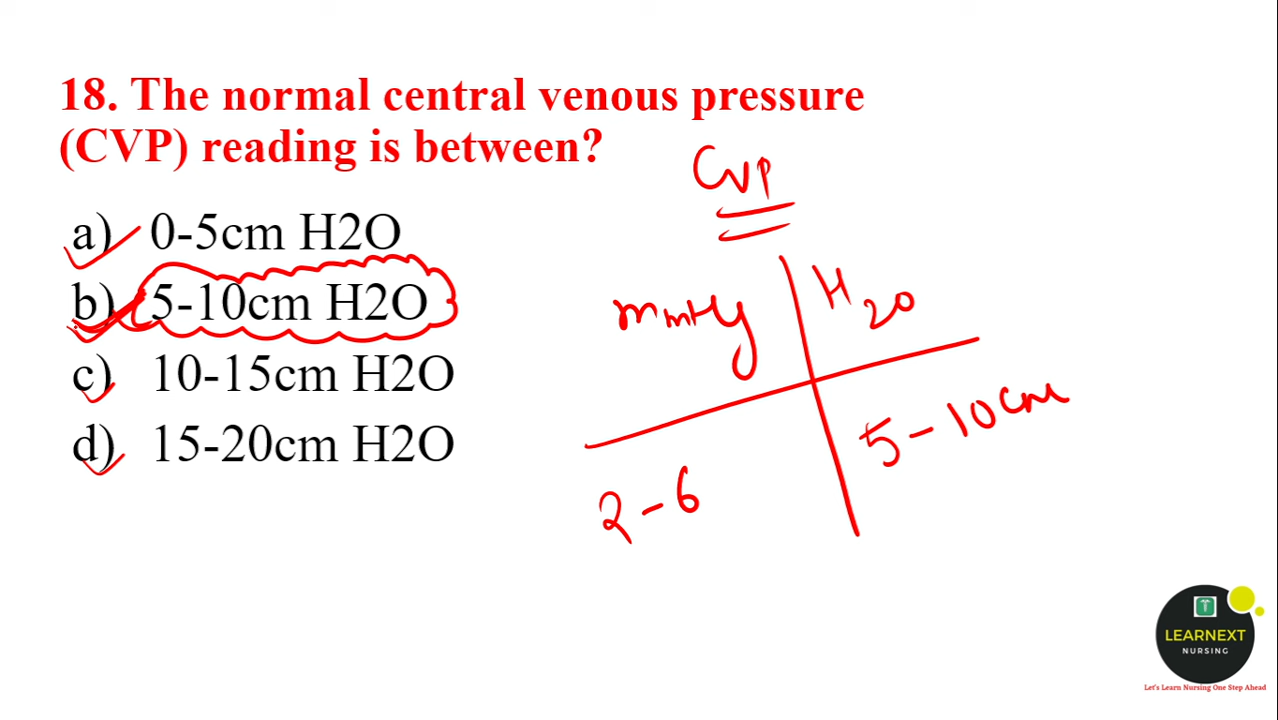 18. The normal central venous pressure
(CVP) reading is between?
CVP
a) 0-5cm H2O
b) 5-10cm H2O
c) 10-15cm H2O
d) 15-20cm H2O
mmHg
H2O
2-6
5-10cm
LEARNEXT
NURSING
Let's Learn Nursing One Step Ahead